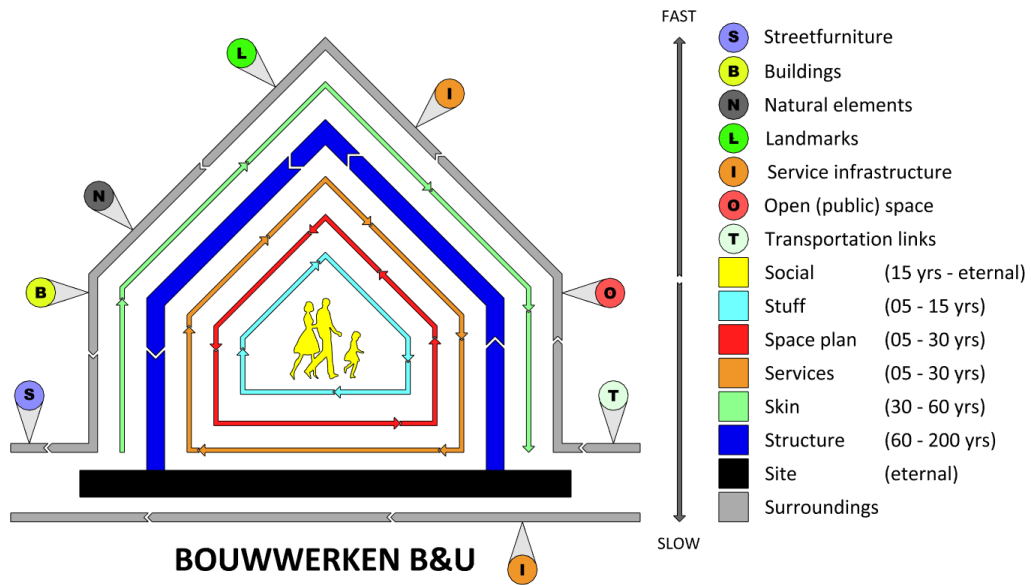 FAST
L
I
N
B
O
S
T
I
BOUWWERKEN B&U
SLOW
S Streetfurniture
B Buildings
N Natural elements
L Landmarks
I Service infrastructure
O Open (public) space
T Transportation links
Social (15 yrs - eternal)
Stuff (05 - 15 yrs)
Space plan (05 - 30 yrs)
Services (05 - 30 yrs)
Skin (30 - 60 yrs)
Structure (60 - 200 yrs)
Site (eternal)
Surroundings